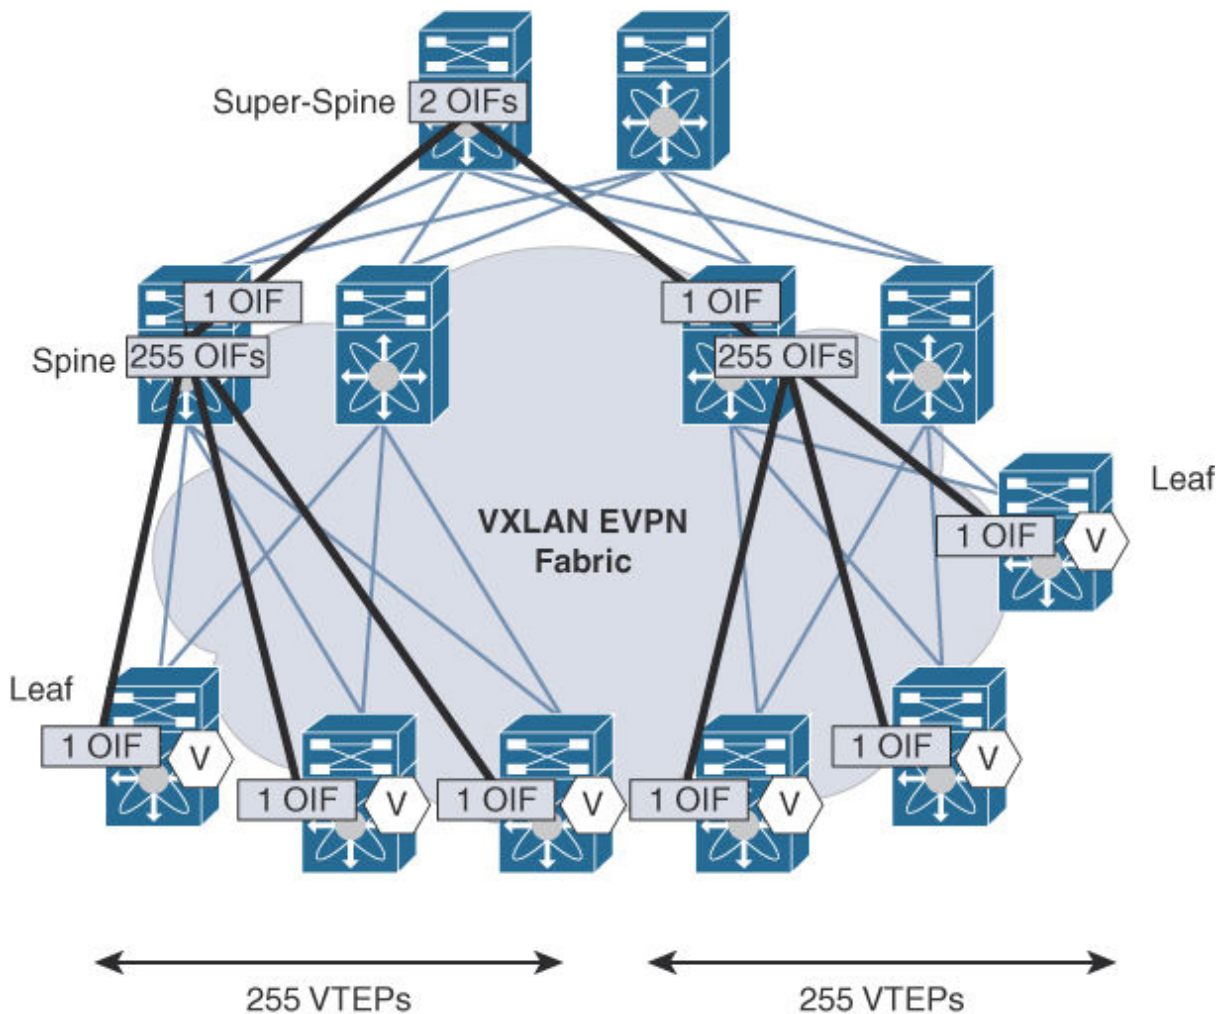 Super-Spine
2 OIFs
1 OIF
1 OIF
Spine
255 OIFs
255 OIFs
Leaf
VXLAN EVPN
Fabric
1 OIF
V
Leaf
1 OIF
V
1 OIF
V
1 OIF
V
1 OIF
V
1 OIF
V
255 VTEPs
255 VTEPs